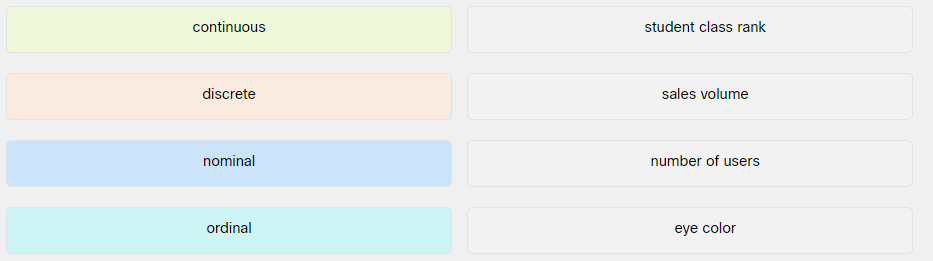 continuous
student class rank
discrete
sales volume
nominal
number of users
ordinal
eye color